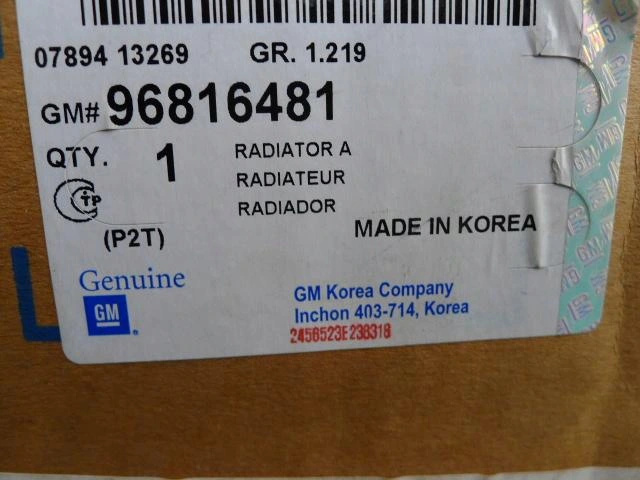 07894 13269 GR. 1.219
GM# 96816481
QTY. 1 RADIATOR A
RADIATEUR
RADIADOR
(P2T) MADE IN KOREA
Genuine
GM
GM Korea Company
Inchon 403-714, Korea
2456523E238318